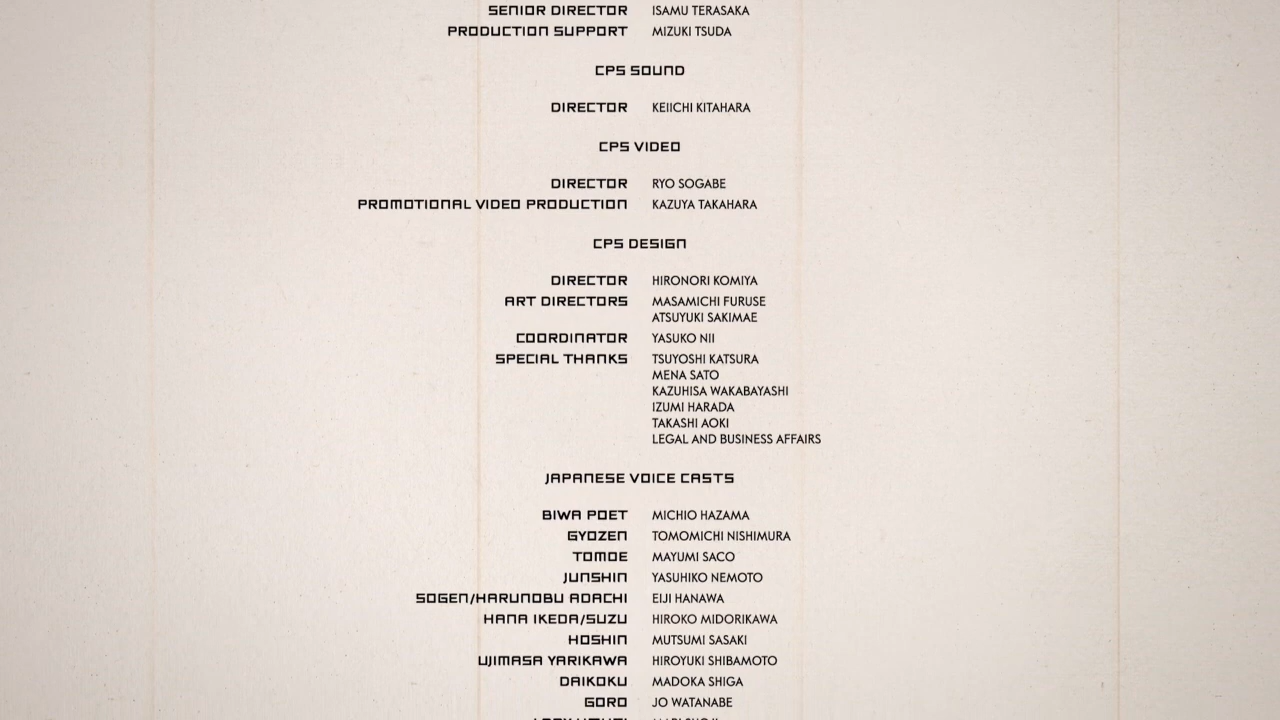 SENIOR DIRECTOR ISAMU TERASAKA
PRODUCTION SUPPORT MIZUKI TSUDA
CPS SOUND
DIRECTOR KEIICHI KITAHARA
CPS VIDEO
DIRECTOR RYO SOGABE
PROMOTIONAL VIDEO PRODUCTION KAZUYA TAKAHARA
CPS DESIGN
DIRECTOR HIRONORI KOMIYA
ART DIRECTORS MASAMICHI FURUSE
ATSUYUKI SAKIMAE
COORDINATOR YASUKO NII
SPECIAL THANKS TSUYOSHI KATSURA
MENA SATO
KAZUHISA WAKABAYASHI
IZUMI HARADA
TAKASHI AOKI
LEGAL AND BUSINESS AFFAIRS
JAPANESE VOICE CASTS
BIWA POET MICHIO HAZAMA
GYOZEN TOMOMICHI NISHIMURA
TOMOE MAYUMI SACO
JUNSHIN YASUHIKO NEMOTO
SOGEN/HARUNOBU ADACHI EIJI HANAWA
HANA IKEDA/SUZU HIROKO MIDORIKAWA
HOSHIN MUTSUMI SASAKI
UJIMASA YARIKAWA HIROYUKI SHIBAMOTO
DAIKOKU MADOKA SHIGA
GORO JO WATANABE